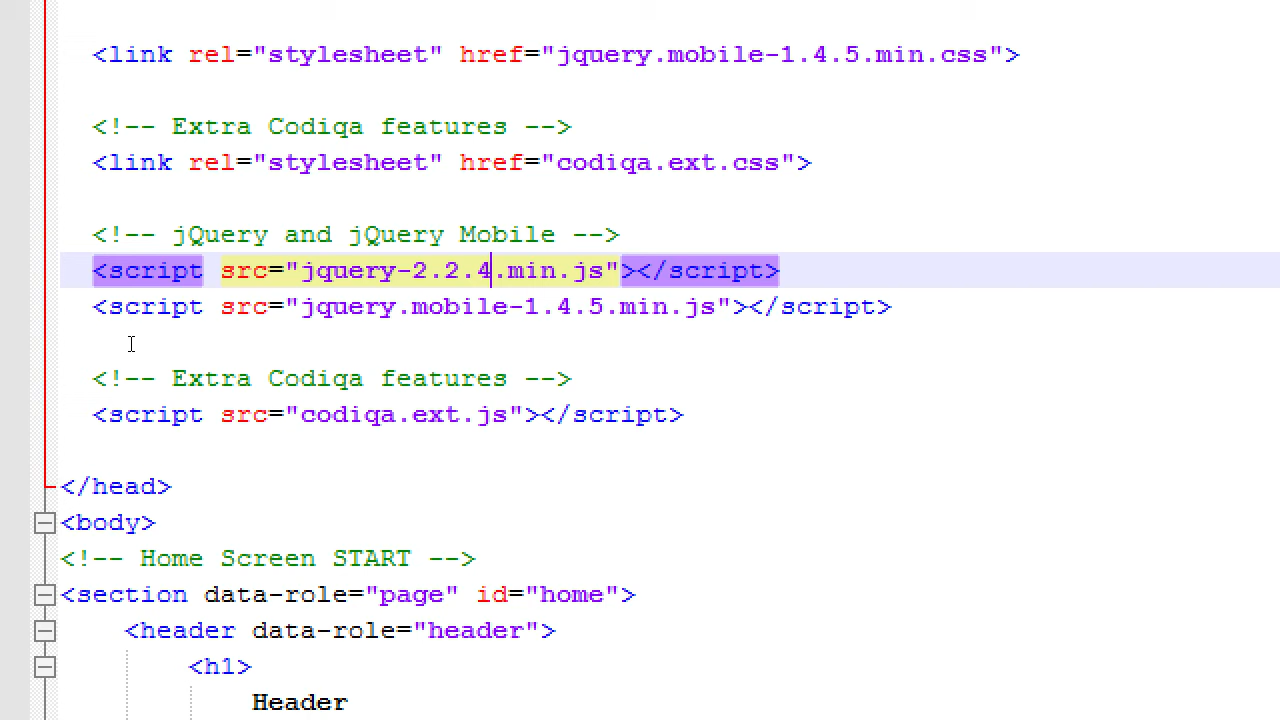 <link rel="stylesheet" href="jquery.mobile-1.4.5.min.css">
<!-- Extra Codiqa features -->
<link rel="stylesheet" href="codiqa.ext.css">
<!-- jQuery and jQuery Mobile -->
<script src="jquery-2.2.4.min.js"></script>
<script src="jquery.mobile-1.4.5.min.js"></script>
<!-- Extra Codiqa features -->
<script src="codiqa.ext.js"></script>
</head>
<body>
<!-- Home Screen START -->
<section data-role="page" id="home">
<header data-role="header">
<h1>
Header